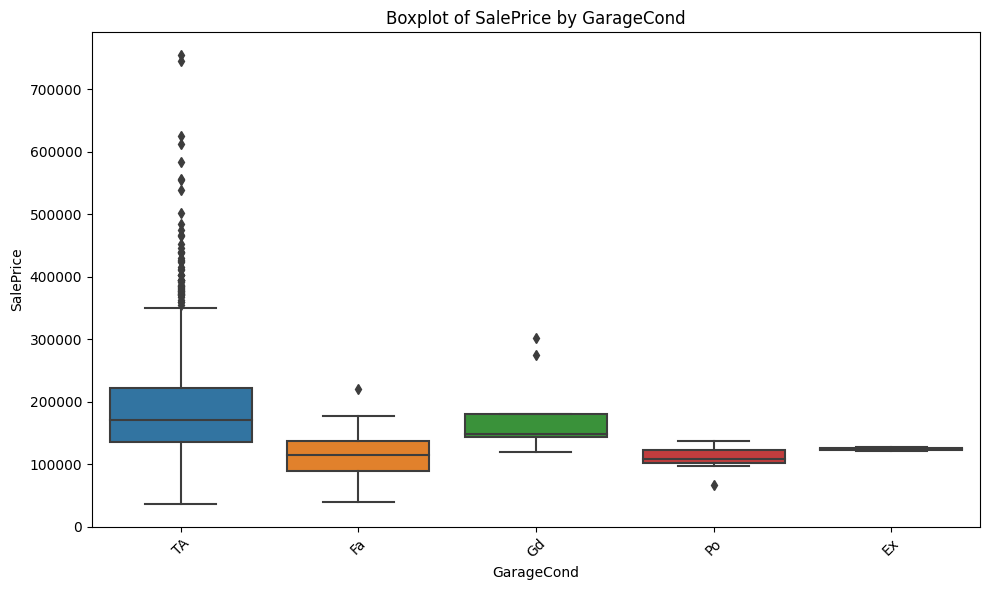 Boxplot of SalePrice by GarageCond
SalePrice
700000
600000
500000
400000
300000
200000
100000
0
TA
Fa
Gd
Po
Ex
GarageCond